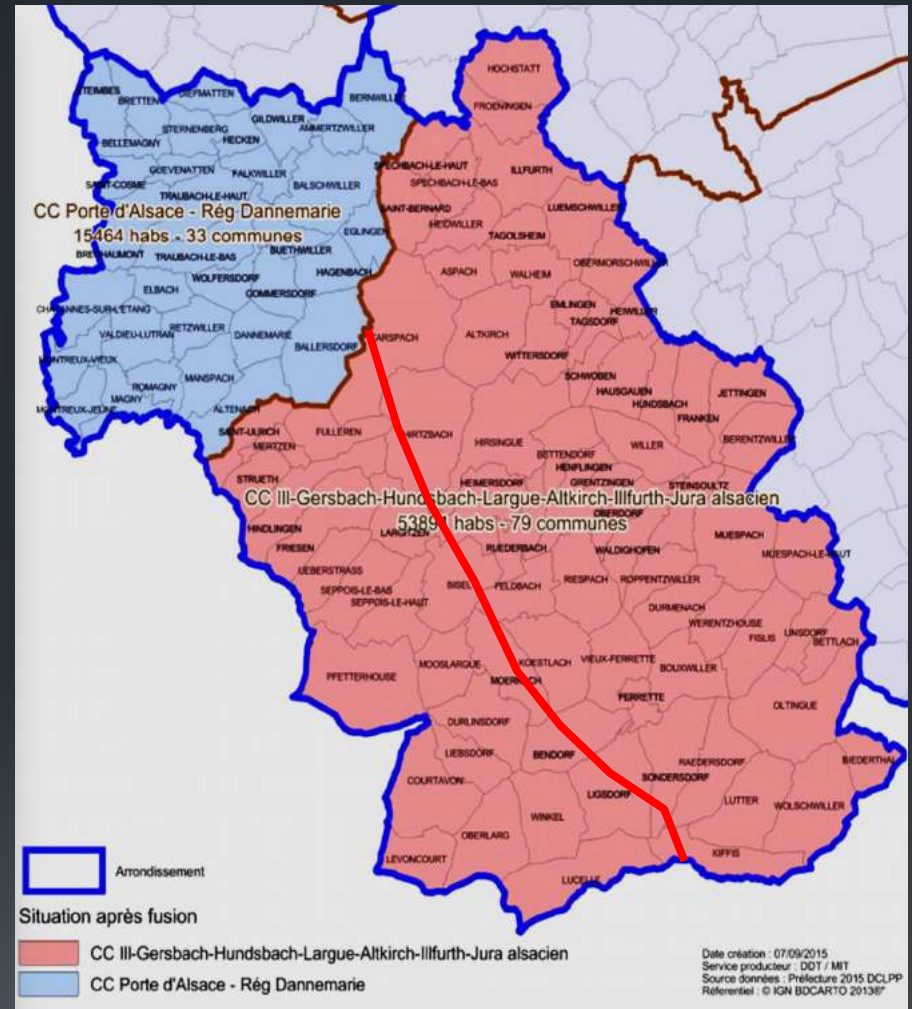 HOCHSTATT
FROENINGEN
STERNENBERG
BRETTEN
DIEFMATTEN
BERNWILLER
GILDWILLER
AMMERTZWILLER
HECKEN
BELLEMAGNY
GUEVENATTEN
FALKWILLER
BALSCHWILLER
SAINT-COSME
TRAUBACH-LE-HAUT
SPECHBACH-LE-HAUT
SPECHBACH-LE-BAS
ILLFURTH
CC Porte d'Alsace - Rég Dannemarie
15464 habs - 33 communes
SAINT-BERNARD
HEIDWILLER
LUEMSCHWILLER
TAGOLSHEIM
EGLINGEN
TRAUBACH-LE-BAS
BUETHWILLER
HAGENBACH
OBERMORSCHWILLER
WOLFERSDORF
ELBACH
GOMMERSDORF
ASPACH
WALHEIM
EMLINGEN
HEIWILLER
TAGSDORF
VALDIEU-LUTRAN
RETZWILLER
DANNEMARIE
BALLERSDORF
CARSPACH
ALTKIRCH
WITTERSDORF
MONTREUX-VIEUX
ROMAGNY
MANSPACH
MAGNY
MONTREUX-JEUNE
ALTENACH
SCHWOBEN
HAUSGAUEN
HUNDSBACH
JETTINGEN
FRANKEN
BERENTZWILLER
SAINT-ULRICH
MERTZEN
FULLEREN
HIRTZBACH
HIRSINGUE
BETTENDORF
WILLER
HENFLINGEN
STRUETH
HEIMERSDORF
GRENTZINGEN
STEINSOULTZ
CC Ill-Gersbach-Hundsbach-Largue-Altkirch-Illfurth-Jura alsacien
53891 habs - 79 communes
OBERDORF
HINDLINGEN
FRIESEN
LARGITZEN
RUEDERBACH
WALDIGHOFEN
MUESPACH
MUESPACH-LE-HAUT
UEBERSTRASS
SEPPOIS-LE-BAS
SEPPOIS-LE-HAUT
BISEL
FELDBACH
RIESPACH
ROPPENTZWILLER
DURMENACH
WERENTZHOUSE
FISLIS
LINSDORF
BETTLACH
PFETTERHOUSE
MOOSLARGUE
KOESTLACH
VIEUX-FERRETTE
BOUXWILLER
MOERNACH
FERRETTE
OLTINGUE
DURLINSDORF
LIEBSDORF
BENDORF
RAEDERSDORF
BIEDERTHAL
COURTAVON
SONDERSDORF
LIGSDORF
LUTTER
WOLSCHWILLER
WINKEL
OBERLARG
LEVONCOURT
KIFFIS
LUCELLE
Arrondissement
Situation après fusion
CC Ill-Gersbach-Hundsbach-Largue-Altkirch-Illfurth-Jura alsacien
CC Porte d'Alsace - Rég Dannemarie
Date création : 07/09/2015
Service producteur : DDT / MIT
Source données : Préfecture 2015 DCLPP
Référentiel : © IGN BDCARTO 2013®